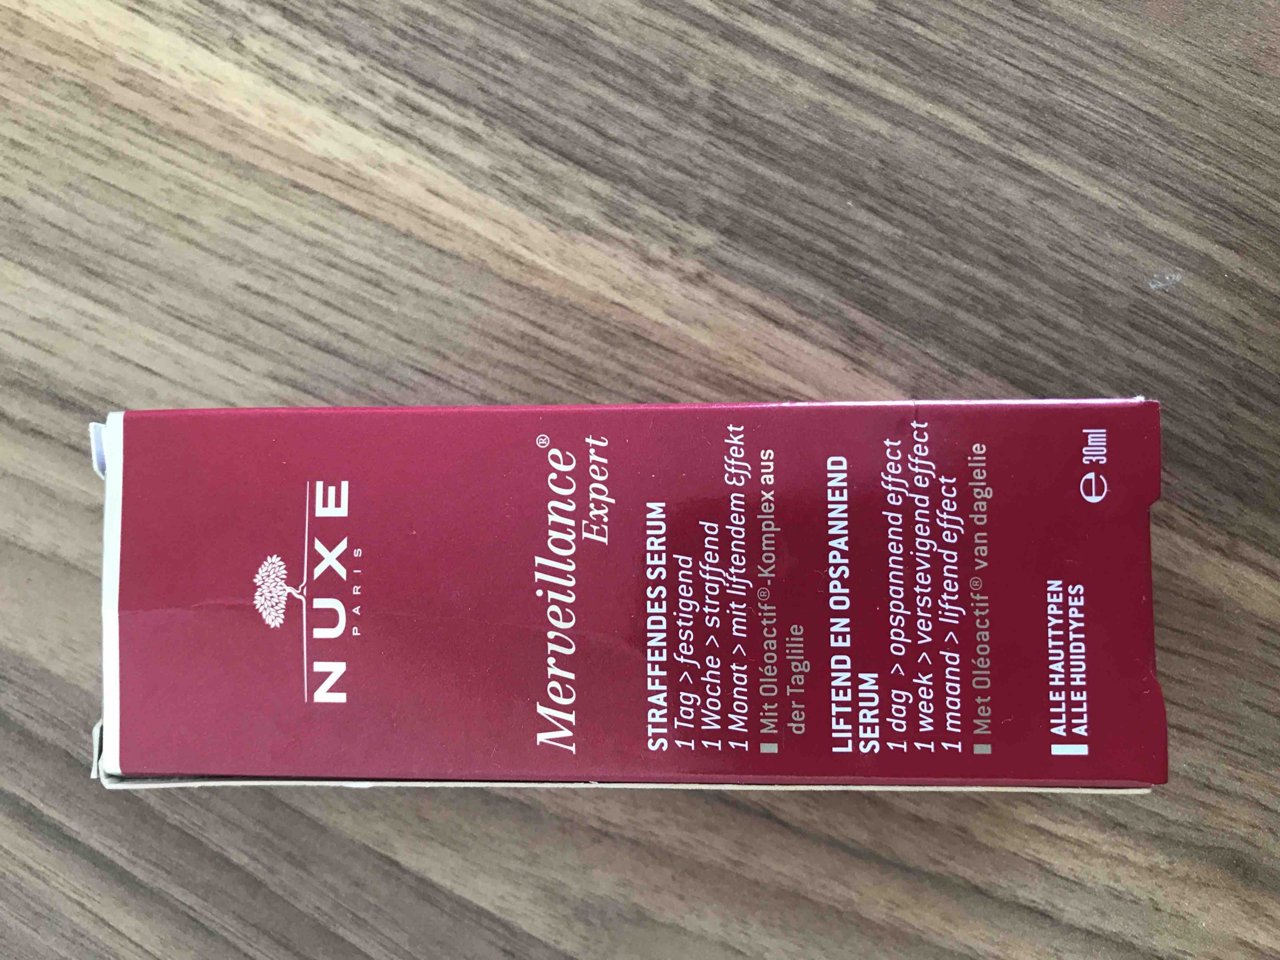 NUXE
PARIS
Merveillance®
Expert
STRAFFENDES SERUM
1 Tag > festigend
1 Woche > straffend
1 Monat > mit liftendem Effekt
Mit Oléoactif®-Komplex aus
der Taglilie
LIFTEND EN OPSPANNEND
SERUM
1 dag > opspannend effect
1 week > verstevigend effect
1 maand > liftend effect
Met Oléoactif® van daglelie
ALLE HAUTTYPEN
ALLE HUIDTYPES
℮ 30ml